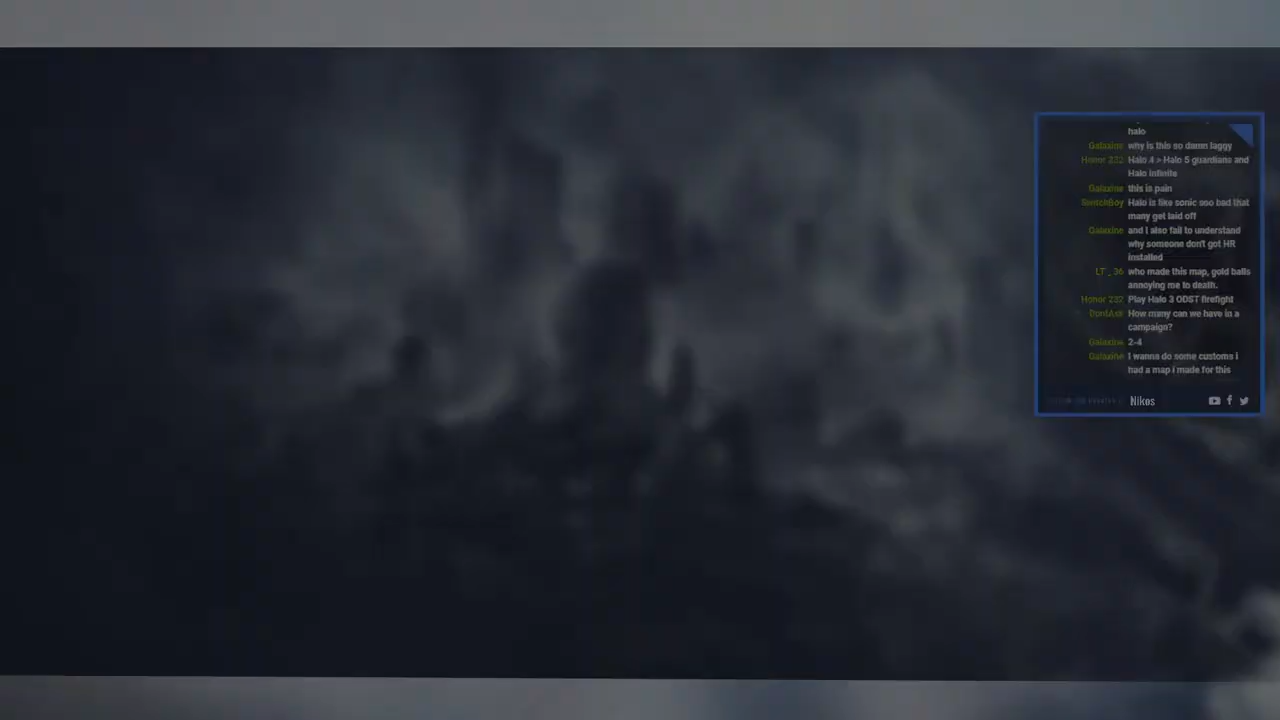 halo
Galaxine why is this so damn laggy
Honor 232 Halo 4 > Halo 5 guardians and
Halo infinite
Galaxine this is pain
SwitchBoy Halo is like sonic soo bad that
many get laid off
Galaxine and I also fail to understand
why someone don't got HR
installed
LT_36 who made this map, gold balls
annoying me to death.
Honor 232 Play Halo 3 ODST firefight
DontAsk How many can we have in a
campaign?
Galaxine 2-4
Galaxine I wanna do some customs i
had a map i made for this
Nikos